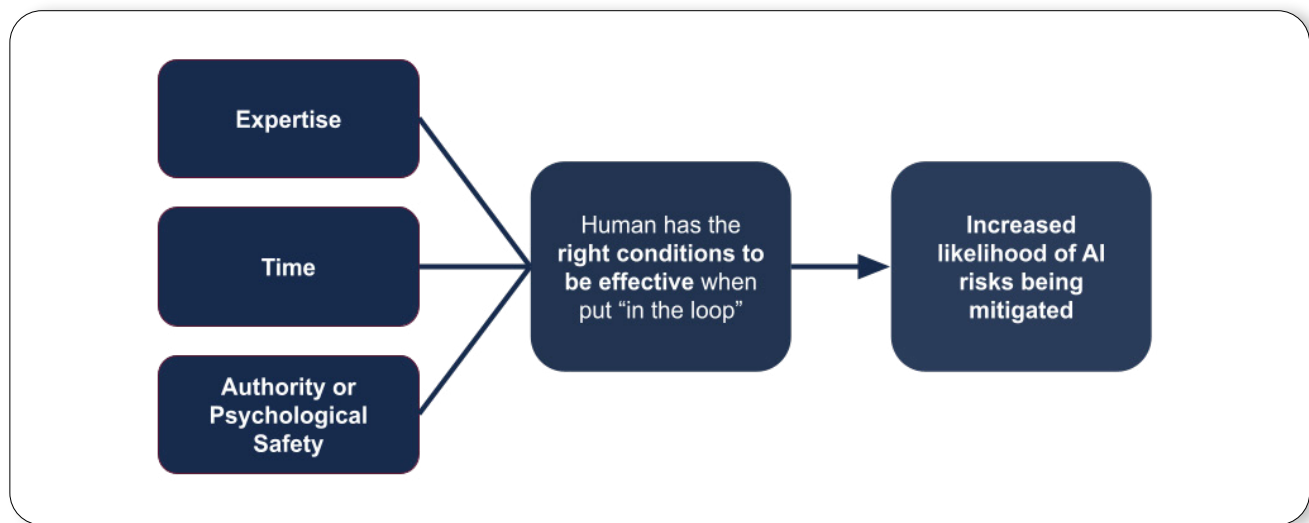 Expertise
Time
Authority or
Psychological
Safety
Human has the
right conditions to
be effective when
put “in the loop”
Increased
likelihood of AI
risks being
mitigated